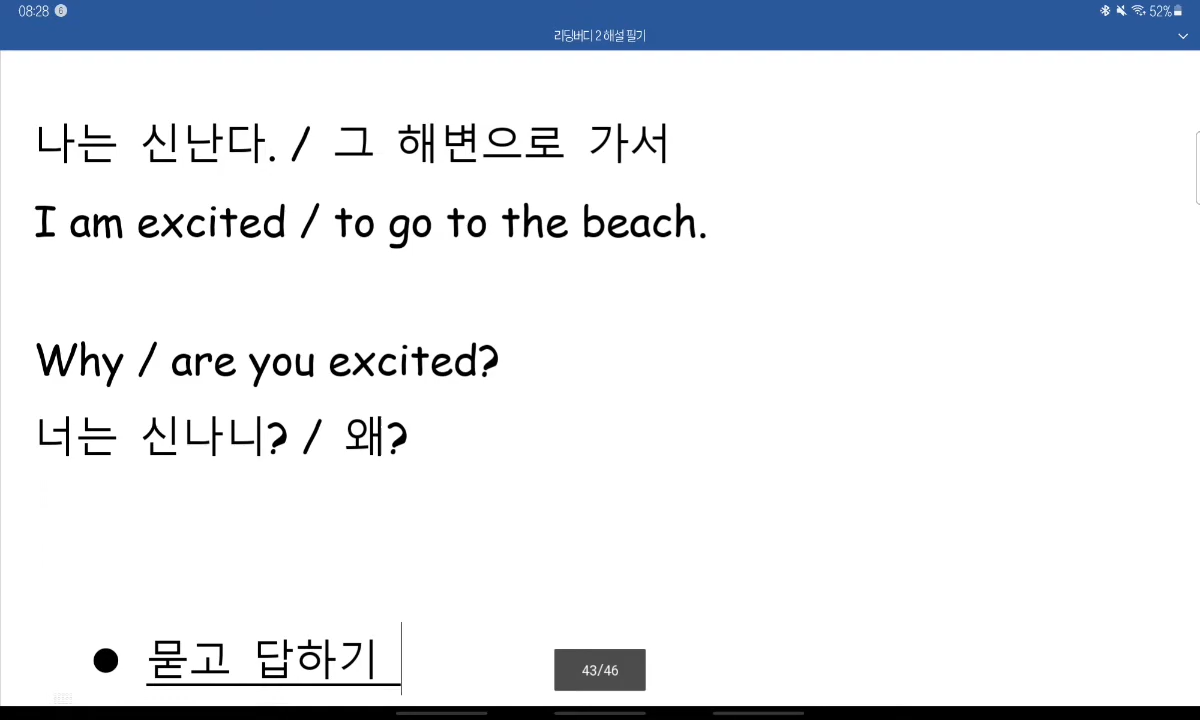 08:28 6 52%
리딩버디 2 해설 필기
나는 신난다. / 그 해변으로 가서
I am excited / to go to the beach.
Why / are you excited?
너는 신나니? / 왜?
● 묻고 답하기
43/46